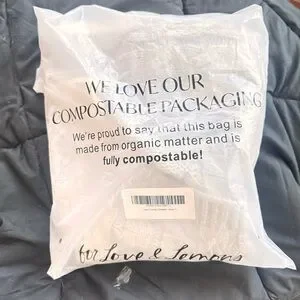 WE LOVE OUR
COMPOSTABLE PACKAGING
We're proud to say that this bag is
made from organic matter and is
fully compostable!
for Love & Lemons